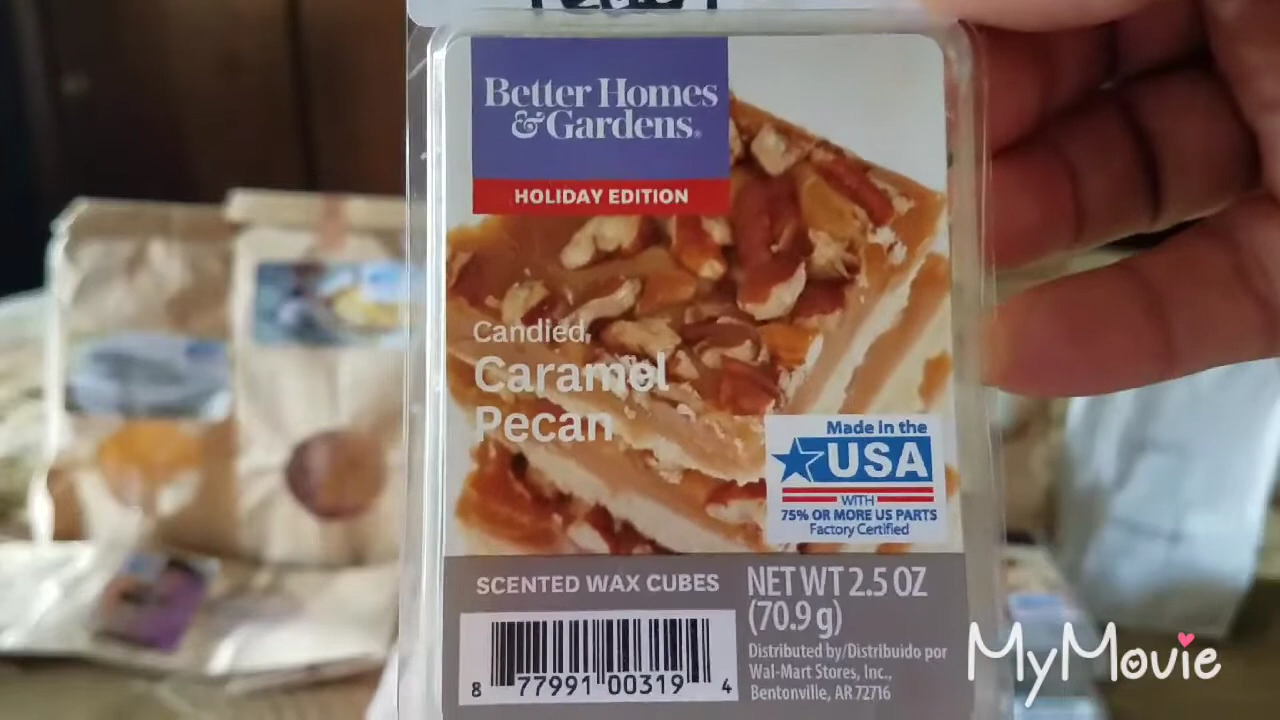 Better Homes
&Gardens®
HOLIDAY EDITION
Candied
Caramel
Pecan
Made in the
USA
WITH
75% OR MORE US PARTS
Factory Certified
SCENTED WAX CUBES
NET WT 2.5 OZ
(70.9 g)
Distributed by/Distribuido por
Wal-Mart Stores, Inc.,
Bentonville, AR 72716
8 77991 00319 4
MyMovie